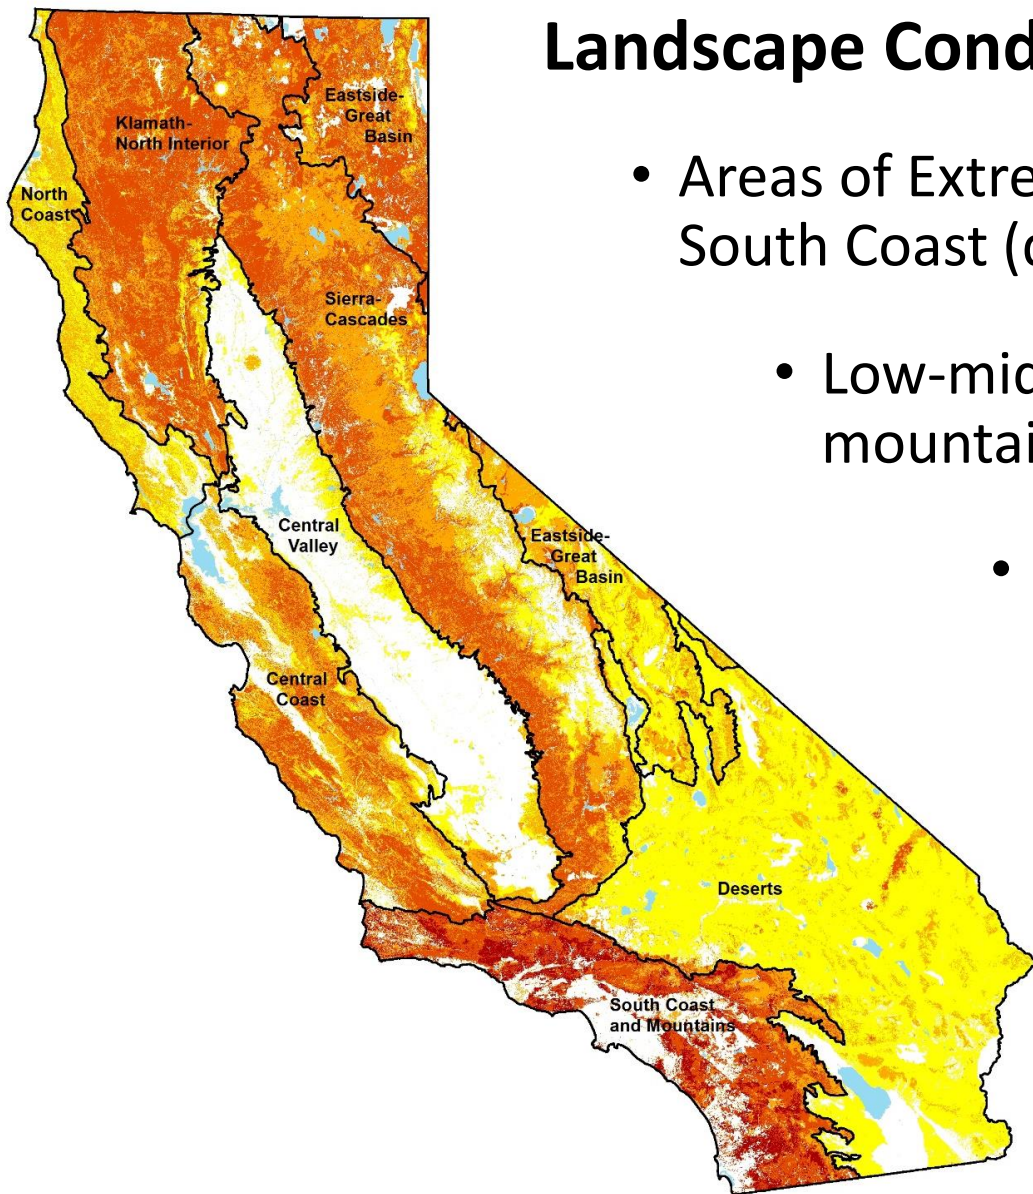 Landscape Cond
• Areas of Extre
South Coast (
• Low-mid
mountai
•
Eastside-
Great
Basin
Klamath-
North Interior
North
Coast
Sierra-
Cascades
Central
Valley
Eastside-
Great
Basin
Central
Coast
Deserts
South Coast
and Mountains